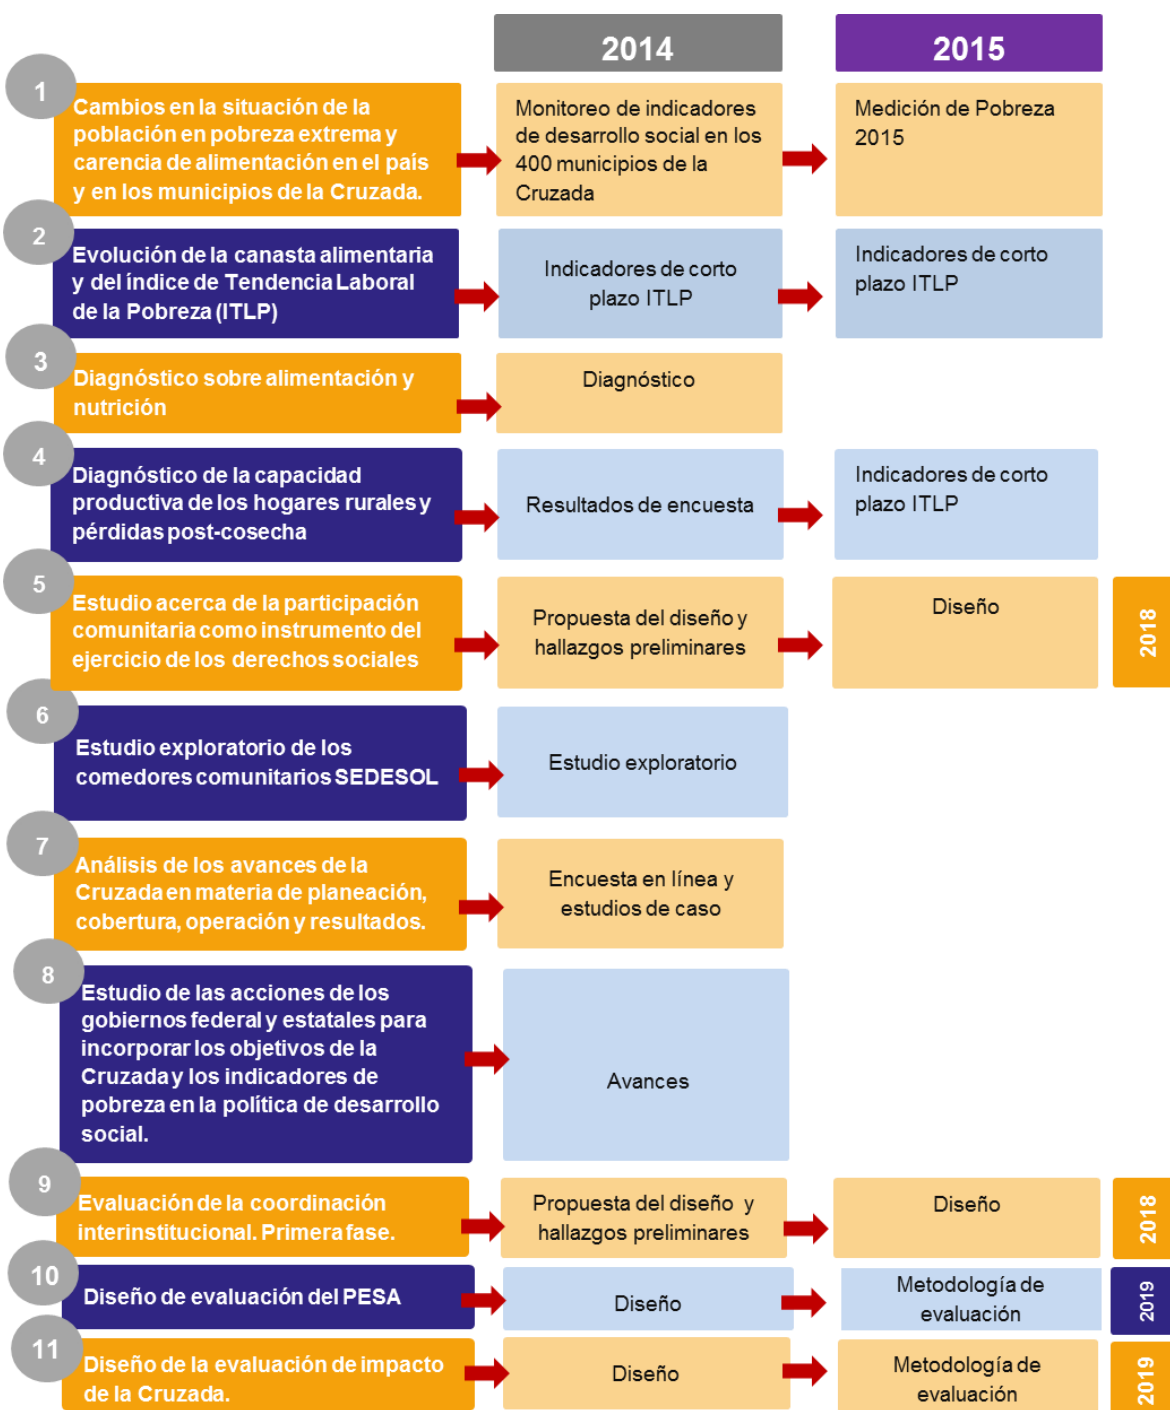 2014
2015
1
Cambios en la situación de la
población en pobreza extrema y
carencia de alimentación en el país
y en los municipios de la Cruzada.
Monitoreo de indicadores
de desarrollo social en los
400 municipios de la
Cruzada
Medición de Pobreza
2015
2
Evolución de la canasta alimentaria
y del índice de Tendencia Laboral
de la Pobreza (ITLP)
Indicadores de corto
plazo ITLP
Indicadores de corto
plazo ITLP
3
Diagnóstico sobre alimentación y
nutrición
Diagnóstico
4
Diagnóstico de la capacidad
productiva de los hogares rurales y
pérdidas post-cosecha
Resultados de encuesta
Indicadores de corto
plazo ITLP
5
Estudio acerca de la participación
comunitaria como instrumento del
ejercicio de los derechos sociales
Propuesta del diseño y
hallazgos preliminares
Diseño
2018
6
Estudio exploratorio de los
comedores comunitarios SEDESOL
Estudio exploratorio
7
Análisis de los avances de la
Cruzada en materia de planeación,
cobertura, operación y resultados.
Encuesta en línea y
estudios de caso
8
Estudio de las acciones de los
gobiernos federal y estatales para
incorporar los objetivos de la
Cruzada y los indicadores de
pobreza en la política de desarrollo
social.
Avances
9
Evaluación de la coordinación
interinstitucional. Primera fase.
Propuesta del diseño y
hallazgos preliminares
Diseño
2018
10
Diseño de evaluación del PESA
Diseño
Metodología de
evaluación
2019
11
Diseño de la evaluación de impacto
de la Cruzada.
Diseño
Metodología de
evaluación
2019